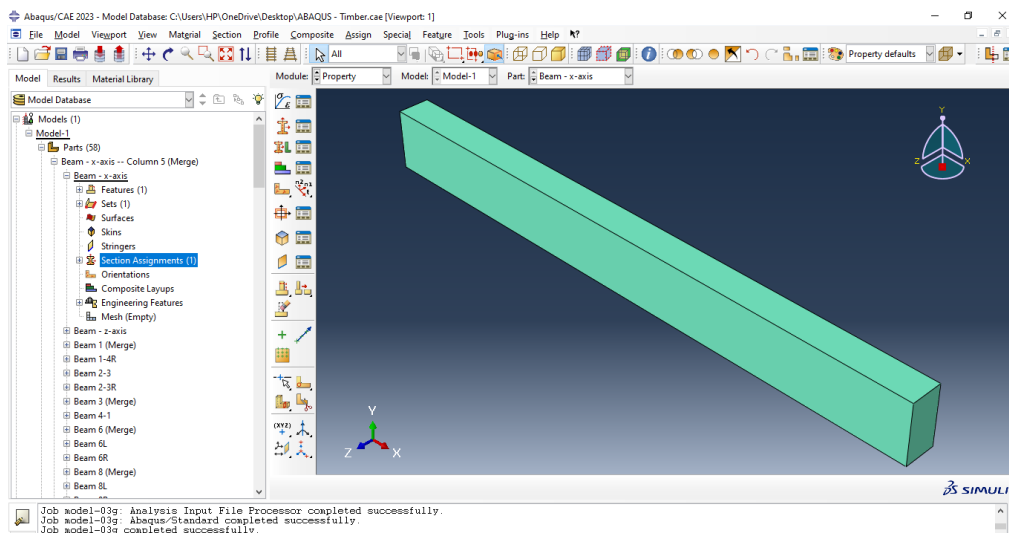 Abaqus/CAE 2023 - Model Database: C:\Users\HP\OneDrive\Desktop\ABAQUS - Timber.cae [Viewport: 1]
File Model Viewport View Material Section Profile Composite Assign Special Feature Tools Plug-ins Help
All
Property defaults
Model Results Material Library
Module: Property Model: Model-1 Part: Beam - x-axis
Model Database
Models (1)
Model-1
Parts (58)
Beam - x-axis -- Column 5 (Merge)
Beam - x-axis
Features (1)
Sets (1)
Surfaces
Skins
Stringers
Section Assignments (1)
Orientations
Composite Layups
Engineering Features
Mesh (Empty)
Beam - z-axis
Beam 1 (Merge)
Beam 1-4R
Beam 2-3
Beam 2-3R
Beam 3 (Merge)
Beam 4-1
Beam 6 (Merge)
Beam 6L
Beam 6R
Beam 8 (Merge)
Beam 8L
(XYZ)
Y
Z X
Y
Z X
SIMULI
Job model-03g: Analysis Input File Processor completed successfully.
Job model-03g: Abaqus/Standard completed successfully.
Job model-03g completed successfully.